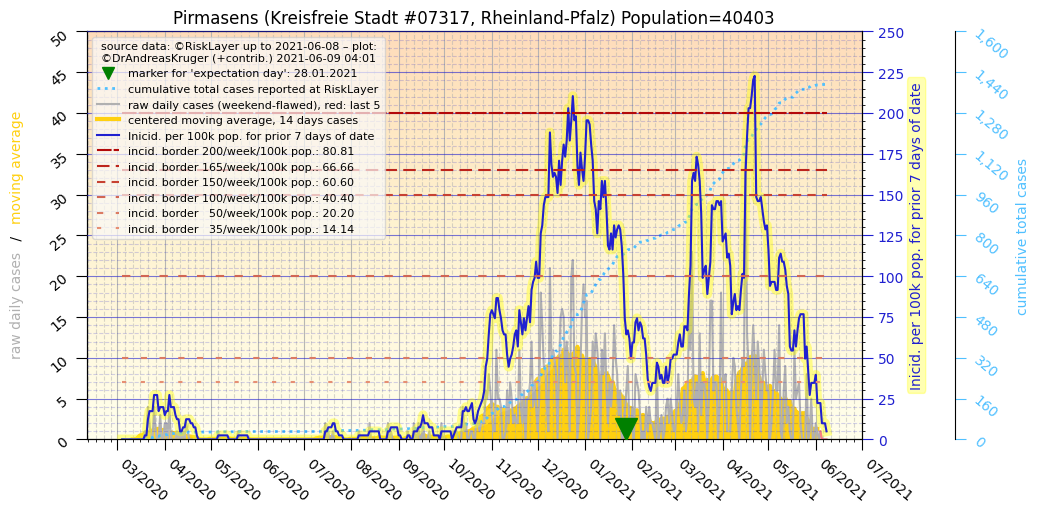 Pirmasens (Kreisfreie Stadt #07317, Rheinland-Pfalz) Population=40403
source data: ©RiskLayer up to 2021-06-08 – plot:
©DrAndreasKruger (+contrib.) 2021-06-09 04:01
marker for 'expectation day': 28.01.2021
cumulative total cases reported at RiskLayer
raw daily cases (weekend-flawed), red: last 5
centered moving average, 14 days cases
Inicid. per 100k pop. for prior 7 days of date
incid. border 200/week/100k pop.: 80.81
incid. border 165/week/100k pop.: 66.66
incid. border 150/week/100k pop.: 60.60
incid. border 100/week/100k pop.: 40.40
incid. border   50/week/100k pop.: 20.20
incid. border   35/week/100k pop.: 14.14
raw daily cases  /  moving average
50
45
40
35
30
25
20
15
10
5
0
03/2020
04/2020
05/2020
06/2020
07/2020
08/2020
09/2020
10/2020
11/2020
12/2020
01/2021
02/2021
03/2021
04/2021
05/2021
06/2021
07/2021
250
225
200
175
150
125
100
75
50
25
0
Inicid. per 100k pop. for prior 7 days of date
1,600
1,440
1,280
1,120
960
800
640
480
320
160
0
cumulative total cases